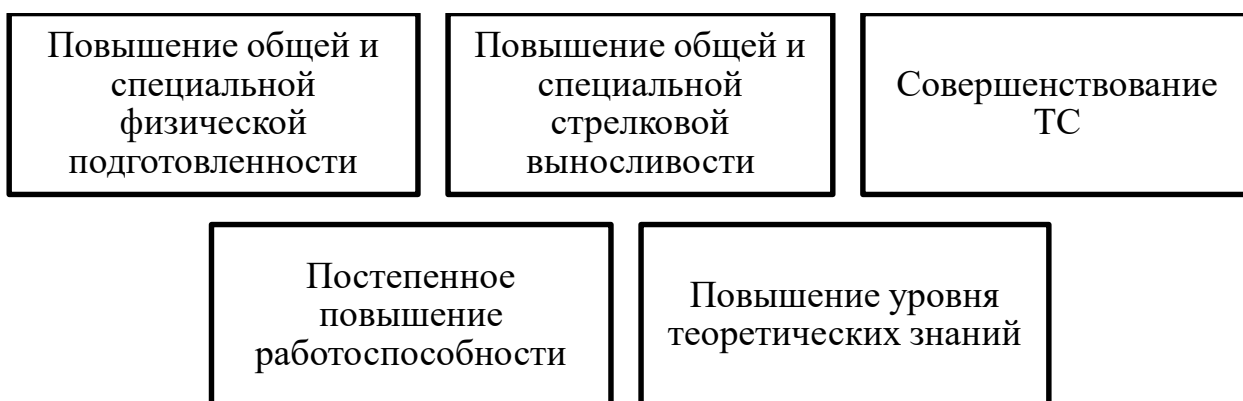 Повышение общей и
специальной
физической
подготовленности
Повышение общей и
специальной
стрелковой
выносливости
Совершенствование
ТС
Постепенное
повышение
работоспособности
Повышение уровня
теоретических знаний